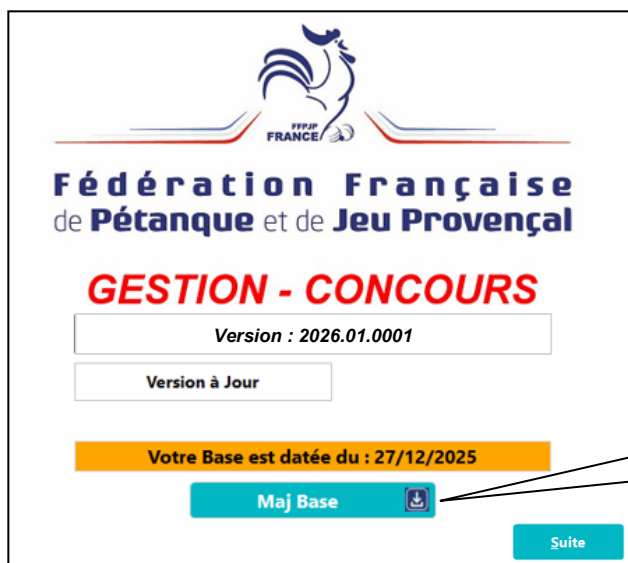 FFPJP
FRANCE
Fédération Française
de Pétanque et de Jeu Provençal
GESTION - CONCOURS
Version : 2026.01.0001
Version à Jour
Votre Base est datée du : 27/12/2025
Maj Base
Suite